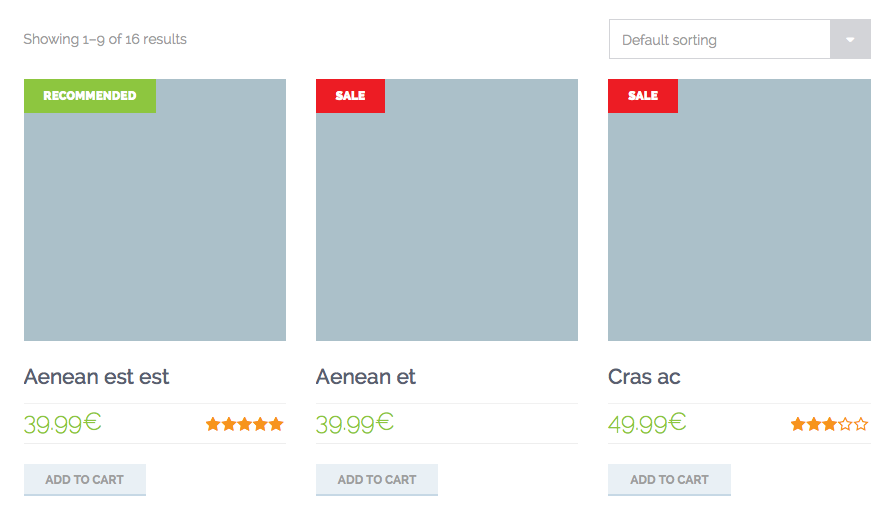 Showing 1–9 of 16 results
Default sorting
RECOMMENDED
SALE
SALE
Aenean est est
Aenean et
Cras ac
39.99€
39.99€
49.99€
ADD TO CART
ADD TO CART
ADD TO CART